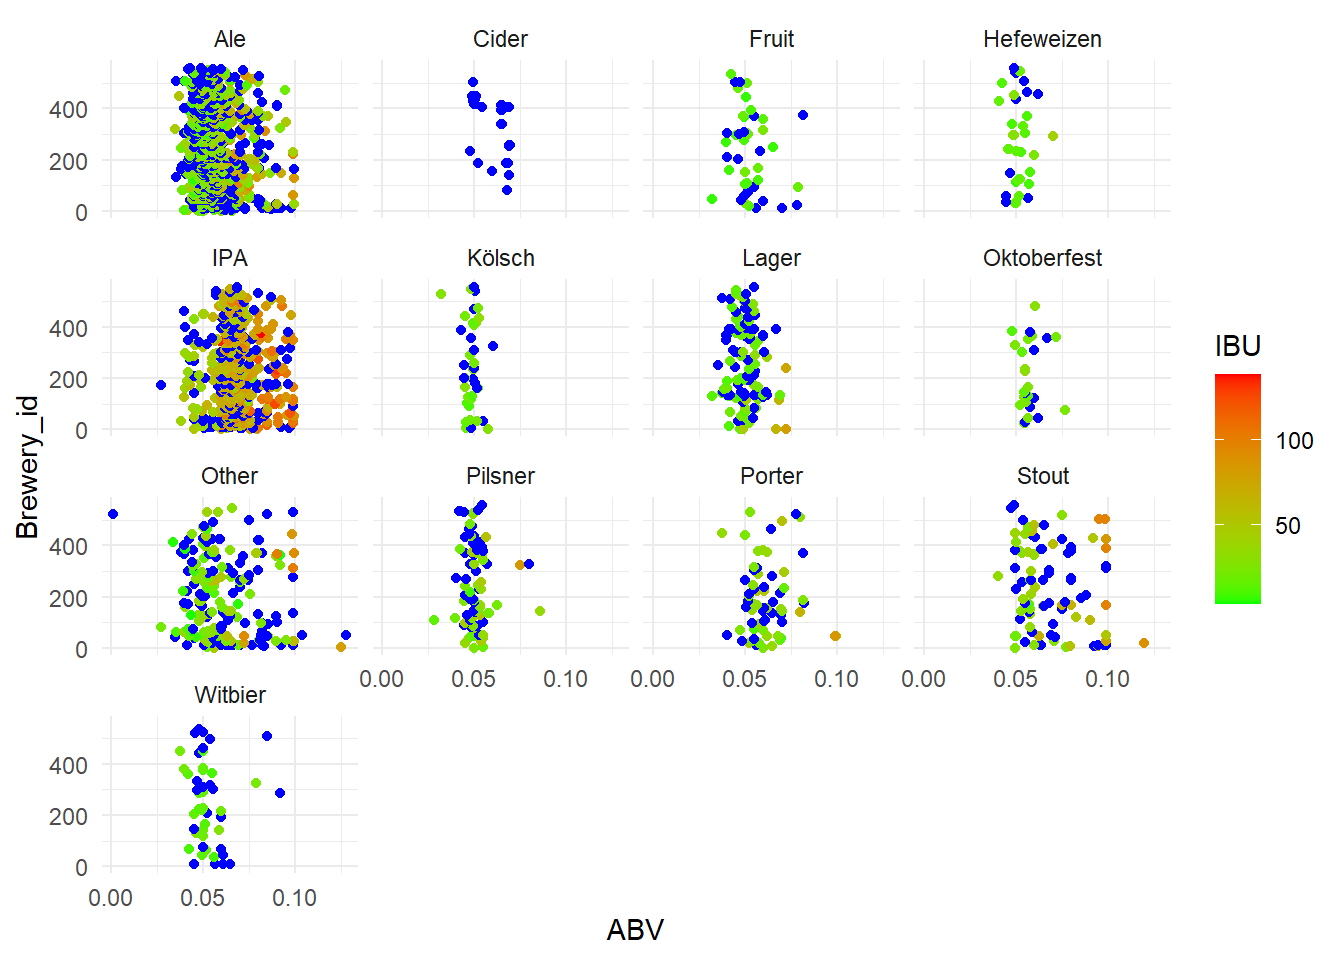 Ale Cider Fruit Hefeweizen
400
200
0
IPA Kölsch Lager Oktoberfest
400
200
0
Other Pilsner Porter Stout
400
200
0
0.00 0.05 0.10 0.00 0.05 0.10 0.00 0.05 0.10
Witbier
400
200
0
0.00 0.05 0.10
ABV
Brewery_id
IBU
100
50